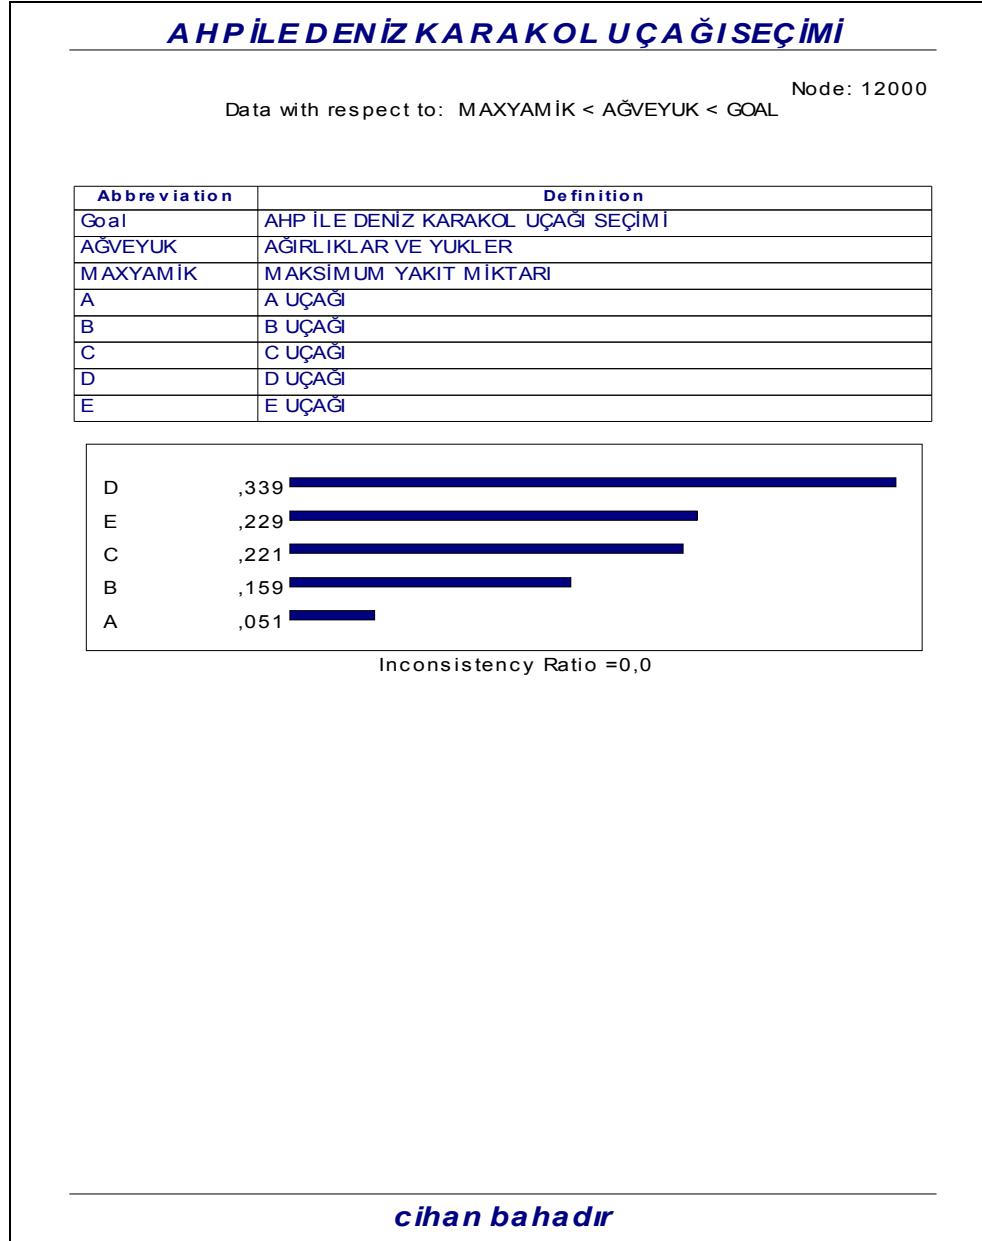 AHP İLE DENİZ KARAKOL UÇAĞI SEÇİMİ
Node: 12000
Data with respect to: MAXYAMİK < AĞVEYUK < GOAL
Abbreviation Definition
Goal AHP İLE DENİZ KARAKOL UÇAĞI SEÇİMİ
AĞVEYUK AĞIRLIKLAR VE YUKLER
MAXYAMİK MAKSİMUM YAKIT MİKTARI
A A UÇAĞI
B B UÇAĞI
C C UÇAĞI
D D UÇAĞI
E E UÇAĞI
D ,339
E ,229
C ,221
B ,159
A ,051
Inconsistency Ratio =0,0
cihan bahadır